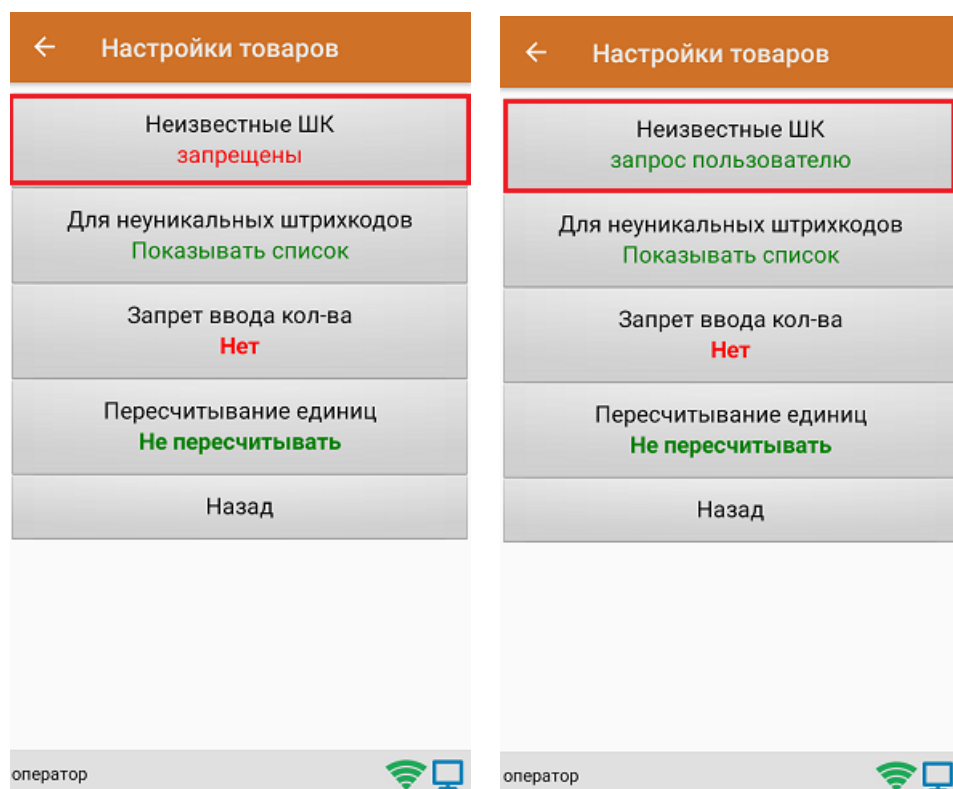 Настройки товаров
Неизвестные ШК
запрещены
Для неуникальных штрихкодов
Показывать список
Запрет ввода кол-ва
Нет
Пересчитывание единиц
Не пересчитывать
Назад
оператор
Настройки товаров
Неизвестные ШК
запрос пользователю
Для неуникальных штрихкодов
Показывать список
Запрет ввода кол-ва
Нет
Пересчитывание единиц
Не пересчитывать
Назад
оператор